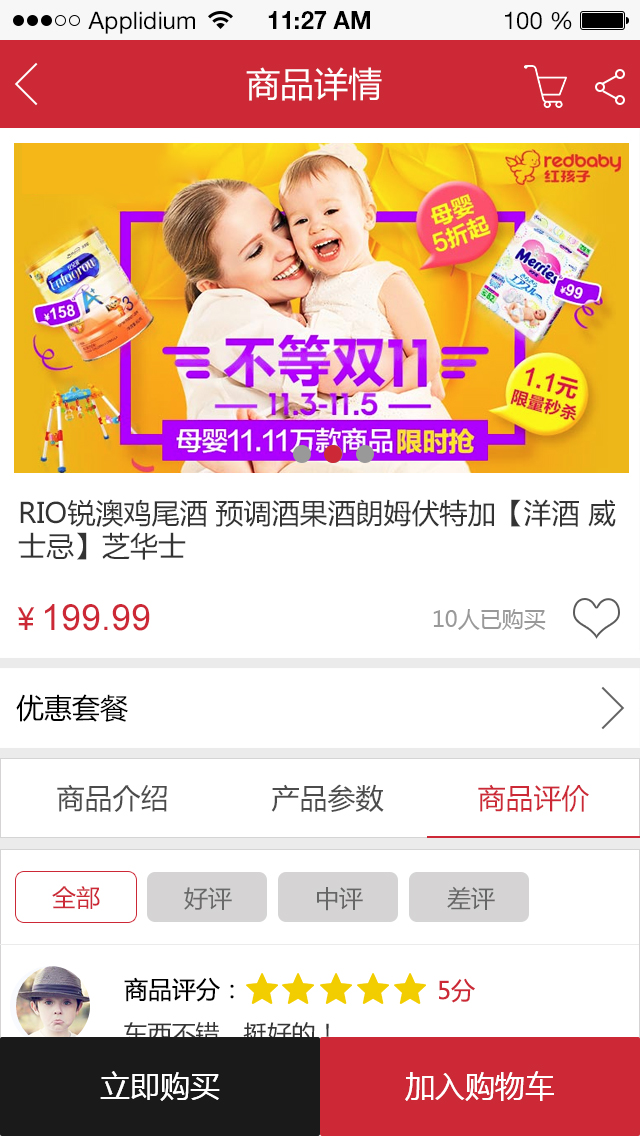 Applidium 11:27 AM 100 %
商品详情
redbaby
红孩子
母婴
5折起
Enfagrow
A+
3
¥158
Merries
¥99
不等双11
11.3-11.5
1.1元
限量秒杀
母婴11.11万款商品限时抢
RIO锐澳鸡尾酒 预调酒果酒朗姆伏特加【洋酒 威
士忌】芝华士
¥ 199.99
10人已购买
优惠套餐
商品介绍 产品参数 商品评价
全部 好评 中评 差评
商品评分： 5分
东西不错，挺好的！
立即购买 加入购物车